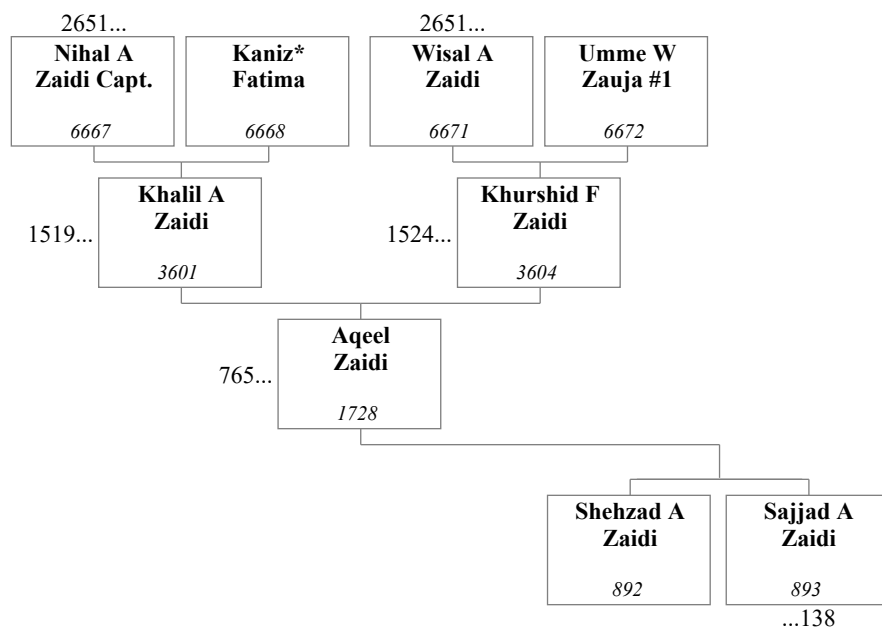 2651...
2651...
Nihal A
Zaidi Capt.
6667
Kaniz*
Fatima
6668
Wisal A
Zaidi
6671
Umme W
Zauja #1
6672
1519...
Khalil A
Zaidi
3601
1524...
Khurshid F
Zaidi
3604
765...
Aqeel
Zaidi
1728
Shehzad A
Zaidi
892
Sajjad A
Zaidi
893
...138